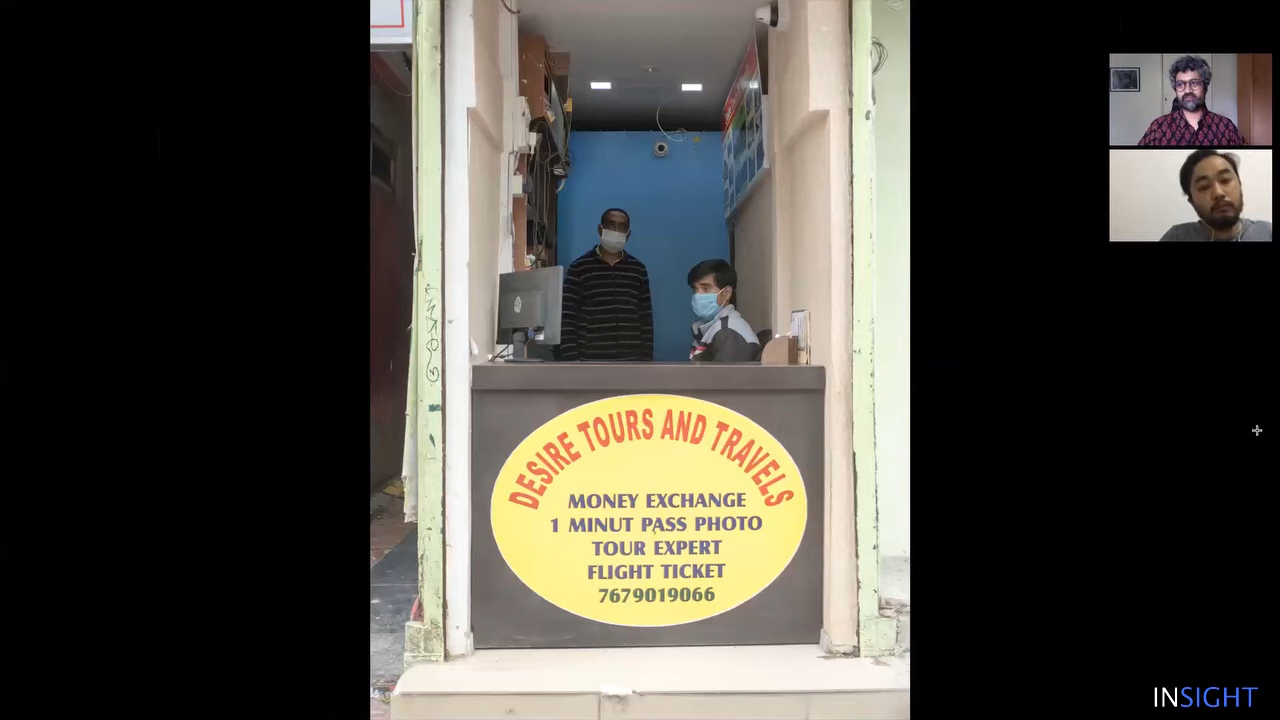 DESIRE TOURS AND TRAVELS
MONEY EXCHANGE
1 MINUT PASS PHOTO
TOUR EXPERT
FLIGHT TICKET
7679019066
INSIGHT